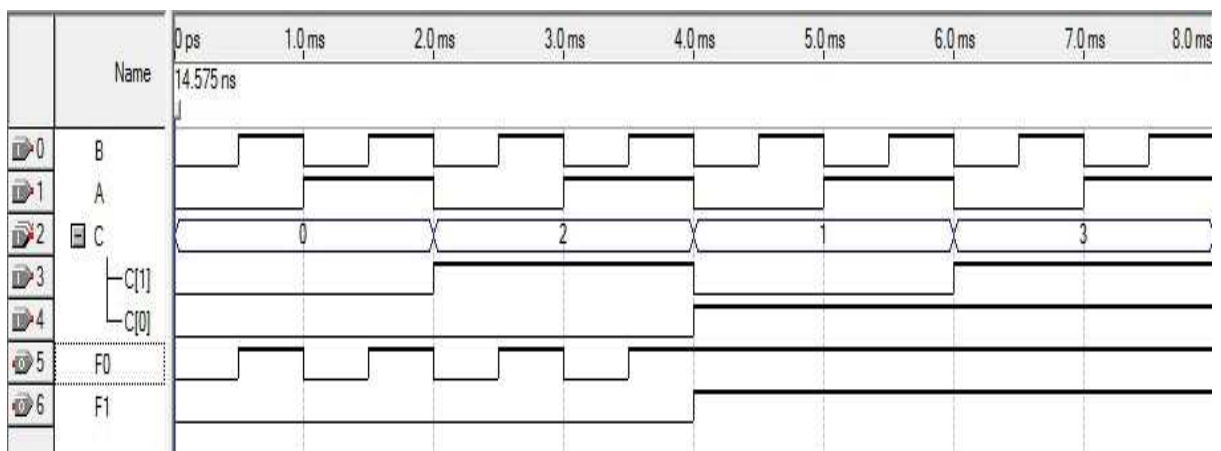 0 ps 1.0 ms 2.0 ms 3.0 ms 4.0 ms 5.0 ms 6.0 ms 7.0 ms 8.0 ms
Name
14.575 ns
0 B
1 A
2 C 0 2 1 3
3 C[1]
4 C[0]
5 F0
6 F1